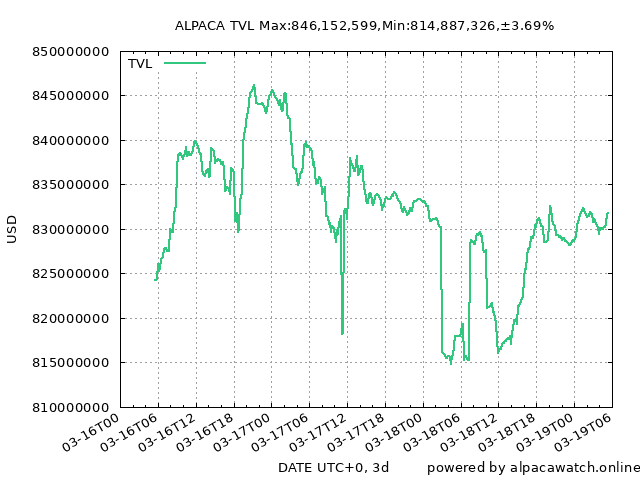 ALPACA TVL Max:846,152,599,Min:814,887,326,±3.69%
TVL
USD
850000000
845000000
840000000
835000000
830000000
825000000
820000000
815000000
810000000
03-16T00
03-16T06
03-16T12
03-16T18
03-17T00
03-17T06
03-17T12
03-17T18
03-18T00
03-18T06
03-18T12
03-18T18
03-19T00
03-19T06
DATE UTC+0, 3d
powered by alpacawatch.online